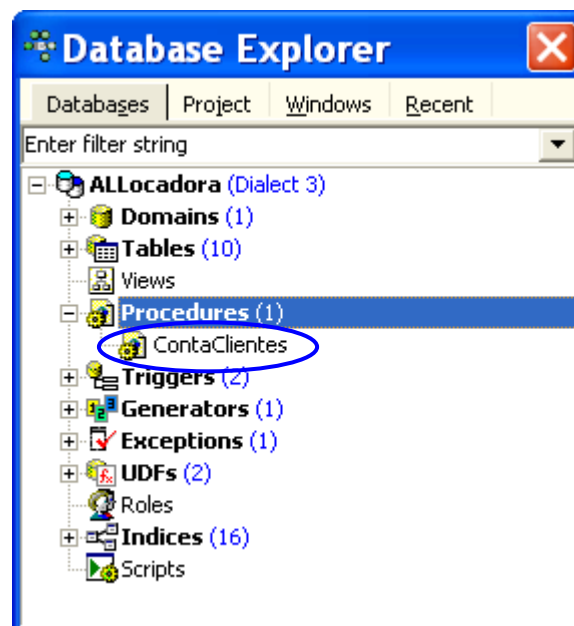 Database Explorer
Databases Project Windows Recent
Enter filter string
ALLocadora (Dialect 3)
Domains (1)
Tables (10)
Views
Procedures (1)
ContaClientes
Triggers (2)
Generators (1)
Exceptions (1)
UDFs (2)
Roles
Indices (16)
Scripts